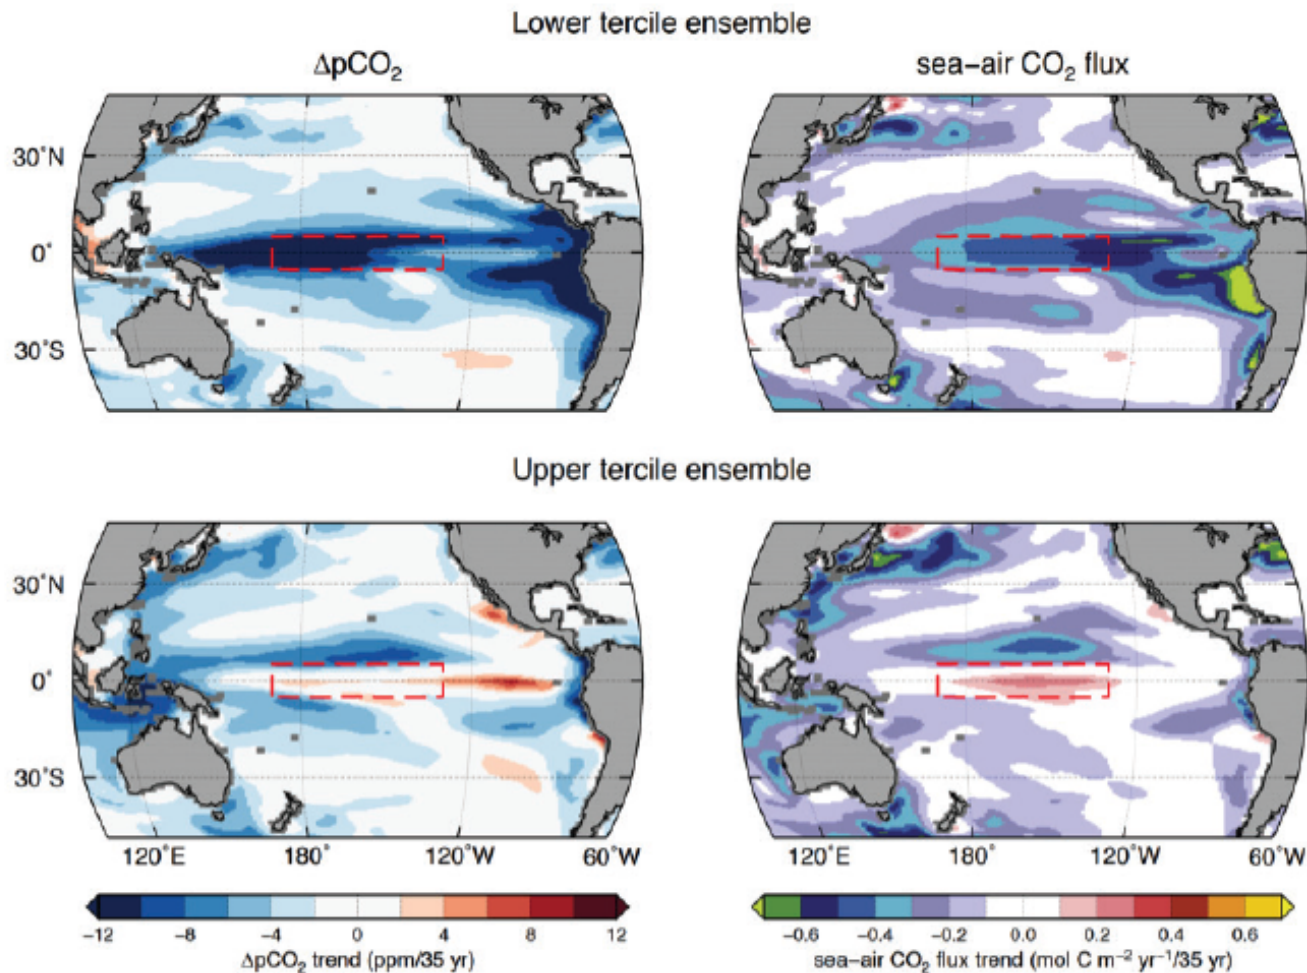 Lower tercile ensemble
ΔpCO₂
sea–air CO₂ flux
30˚N
0˚
30˚S
Upper tercile ensemble
30˚N
0˚
30˚S
120˚E 180˚ 120˚W 60˚W
120˚E 180˚ 120˚W 60˚W
−12 −8 −4 0 4 8 12
ΔpCO₂ trend (ppm/35 yr)
−0.6 −0.4 −0.2 0.0 0.2 0.4 0.6
sea–air CO₂ flux trend (mol C m⁻² yr⁻¹/35 yr)